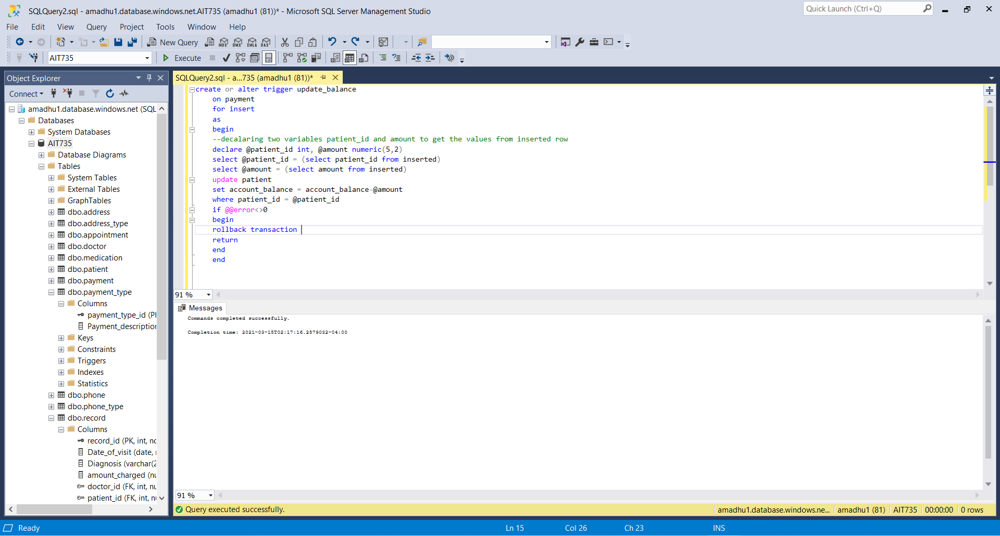 SQLQuery2.sql - amadhu1.database.windows.net.AIT735 (amadhu1 (81))* - Microsoft SQL Server Management Studio
Quick Launch (Ctrl+Q)
File Edit View Query Project Tools Window Help
New Query MDX DMX XMLA DAX
AIT735 Execute
Object Explorer
Connect
amadhu1.database.windows.net (SQL
Databases
System Databases
AIT735
Database Diagrams
Tables
System Tables
External Tables
GraphTables
dbo.address
dbo.address_type
dbo.appointment
dbo.doctor
dbo.medication
dbo.patient
dbo.payment
dbo.payment_type
Columns
payment_type_id (PK
Payment_description
Keys
Constraints
Triggers
Indexes
Statistics
dbo.phone
dbo.phone_type
dbo.record
Columns
record_id (PK, int, no
Date_of_visit (date,
Diagnosis (varchar(2
amount_charged (nu
doctor_id (FK, int, nu
patient_id (FK, int, nu
SQLQuery2.sql - a...735 (amadhu1 (81))*
create or alter trigger update_balance
on payment
for insert
as
begin
--decalaring two variables patient_id and amount to get the values from inserted row
declare @patient_id int, @amount numeric(5,2)
select @patient_id = (select patient_id from inserted)
select @amount = (select amount from inserted)
update patient
set account_balance = account_balance-@amount
where patient_id = @patient_id
if @@error<>0
begin
rollback transaction
return
end
end
91 %
Messages
Commands completed successfully.
Completion time: 2021-03-15T02:17:16.2579032-04:00
91 %
Query executed successfully. amadhu1.database.windows.ne... amadhu1 (81) AIT735 00:00:00 0 rows
Ready Ln 15 Col 26 Ch 23 INS